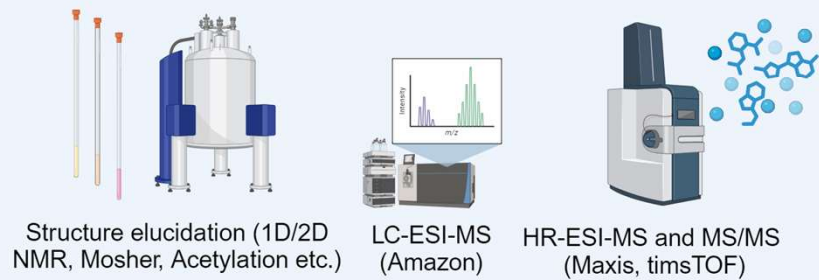 Intensity
m/z
Structure elucidation (1D/2D
NMR, Mosher, Acetylation etc.)
LC-ESI-MS
(Amazon)
HR-ESI-MS and MS/MS
(Maxis, timsTOF)